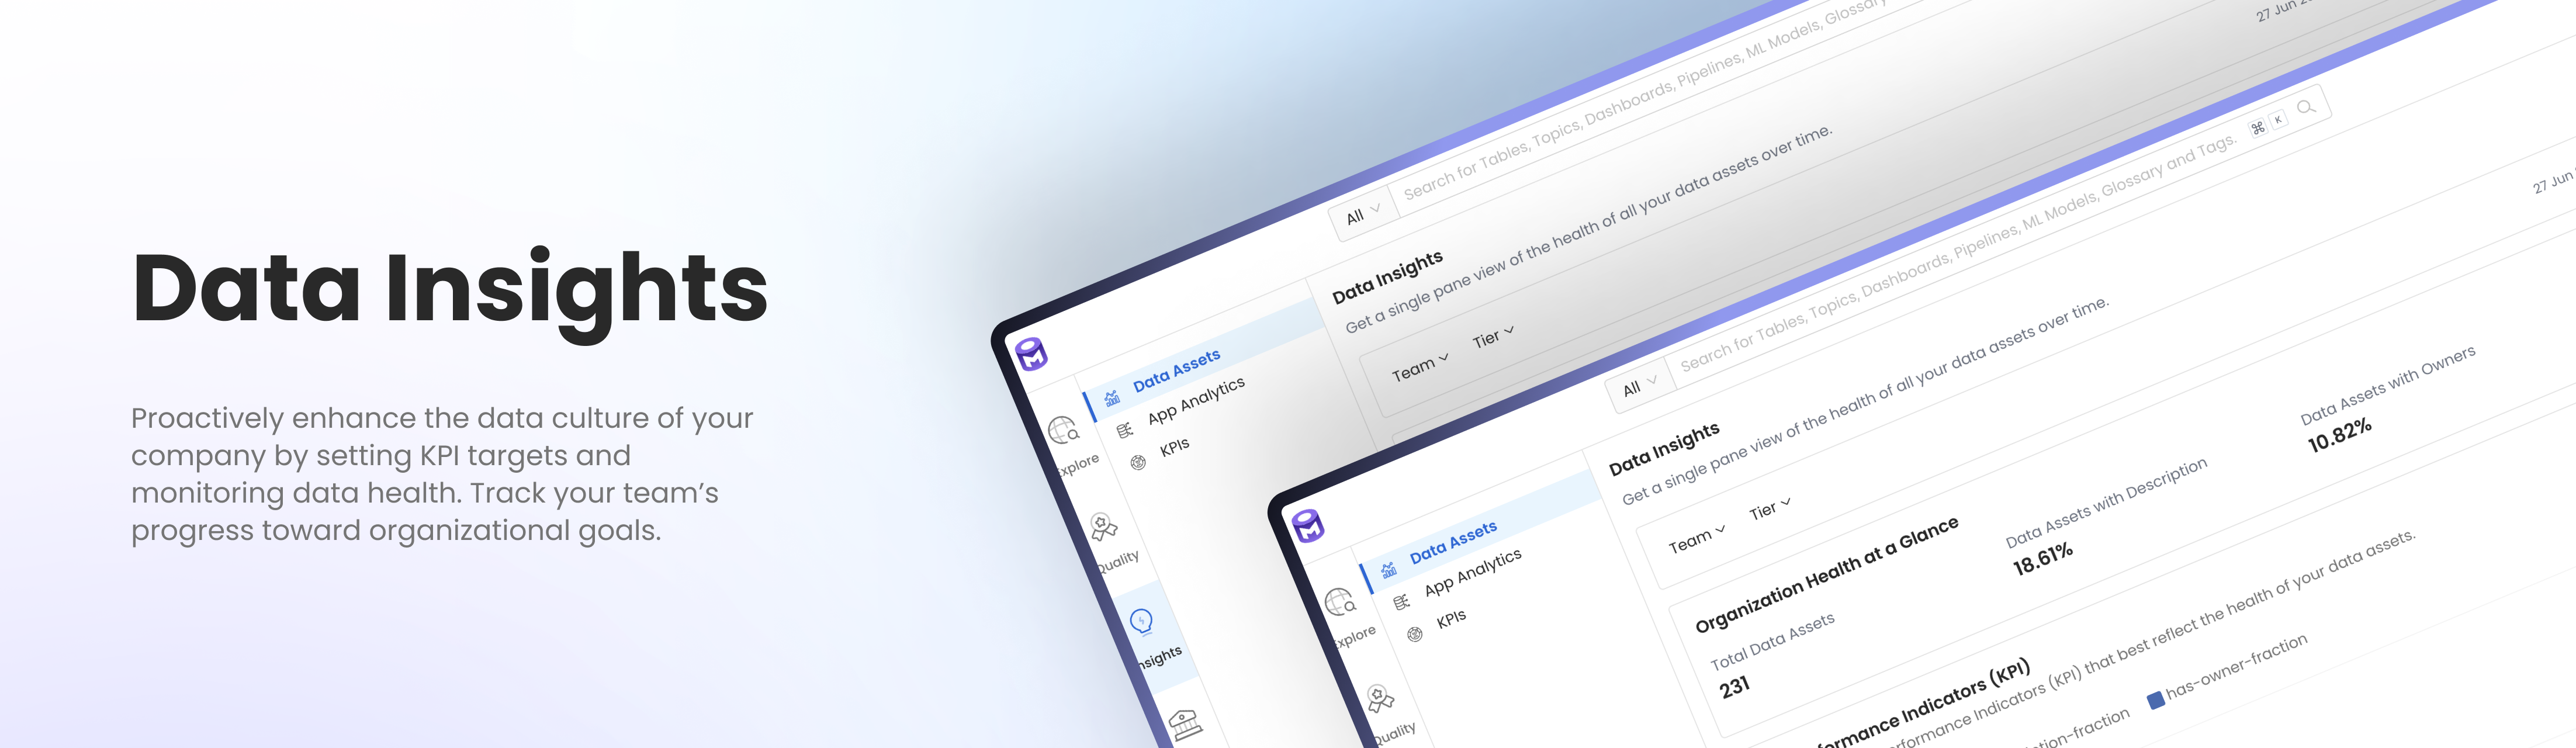 Data Insights
Proactively enhance the data culture of your
company by setting KPI targets and
monitoring data health. Track your team’s
progress toward organizational goals.
All
Search for Tables, Topics, Dashboards, Pipelines, ML Models, Glossary
27 Jun
Data Insights
Get a single pane view of the health of all your data assets over time.
Team
Tier
Data Assets
App Analytics
KPIs
Explore
Quality
Insights
All
Search for Tables, Topics, Dashboards, Pipelines, ML Models, Glossary and Tags.
⌘ K
27 Jun
Data Insights
Get a single pane view of the health of all your data assets over time.
Team
Tier
Data Assets
App Analytics
KPIs
Explore
Quality
Organization Health at a Glance
Total Data Assets
231
Data Assets with Description
18.61%
Data Assets with Owners
10.82%
formance Indicators (KPI)
rformance Indicators (KPI) that best reflect the health of your data assets.
tion-fraction
has-owner-fraction